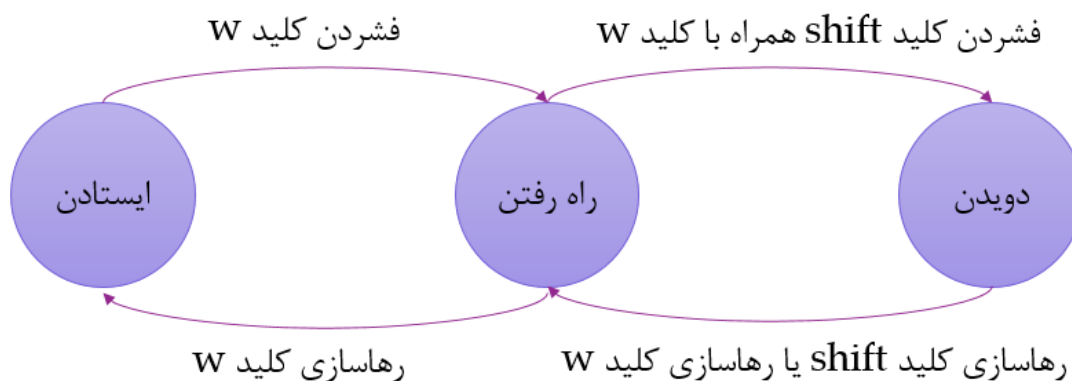 فشردن کلید w
فشردن کلید shift همراه با کلید w
ایستادن
راه رفتن
دویدن
رهاسازی کلید w
رهاسازی کلید shift یا رهاسازی کلید w